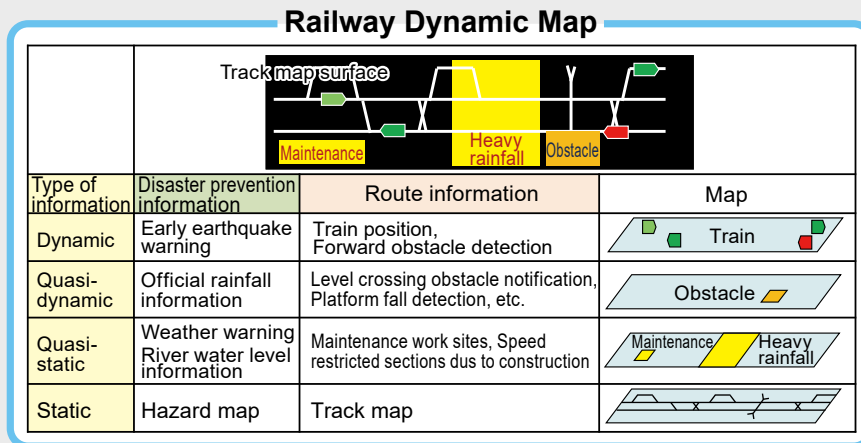 Railway Dynamic Map
Track map surface
Maintenance
Heavy
rainfall
Obstacle
Type of
information
Disaster prevention
information
Route information
Map
Dynamic
Early earthquake
warning
Train position,
Forward obstacle detection
Train
Quasi-
dynamic
Official rainfall
information
Level crossing obstacle notification,
Platform fall detection, etc.
Obstacle
Quasi-
static
Weather warning
River water level
information
Maintenance work sites, Speed
restricted sections dus to construction
Maintenance
Heavy
rainfall
Static
Hazard map
Track map